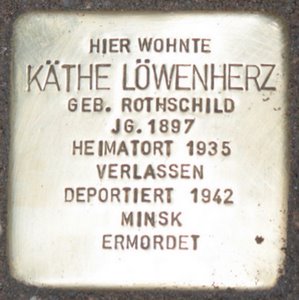 HIER WOHNTE
KÄTHE LÖWENHERZ
GEB. ROTHSCHILD
JG. 1897
HEIMATORT 1935
VERLASSEN
DEPORTIERT 1942
MINSK
ERMORDET